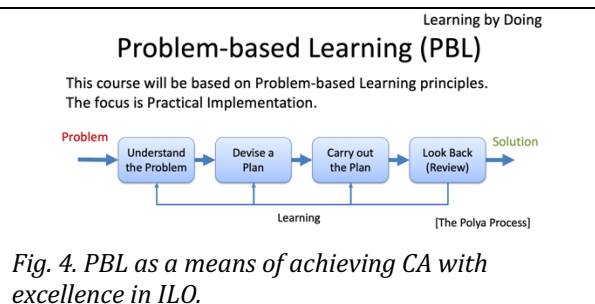 Learning by Doing
Problem-based Learning (PBL)
This course will be based on Problem-based Learning principles.
The focus is Practical Implementation.
Problem
Understand
the Problem
Devise a
Plan
Carry out
the Plan
Look Back
(Review)
Solution
Learning
[The Polya Process]
Fig. 4. PBL as a means of achieving CA with
excellence in ILO.